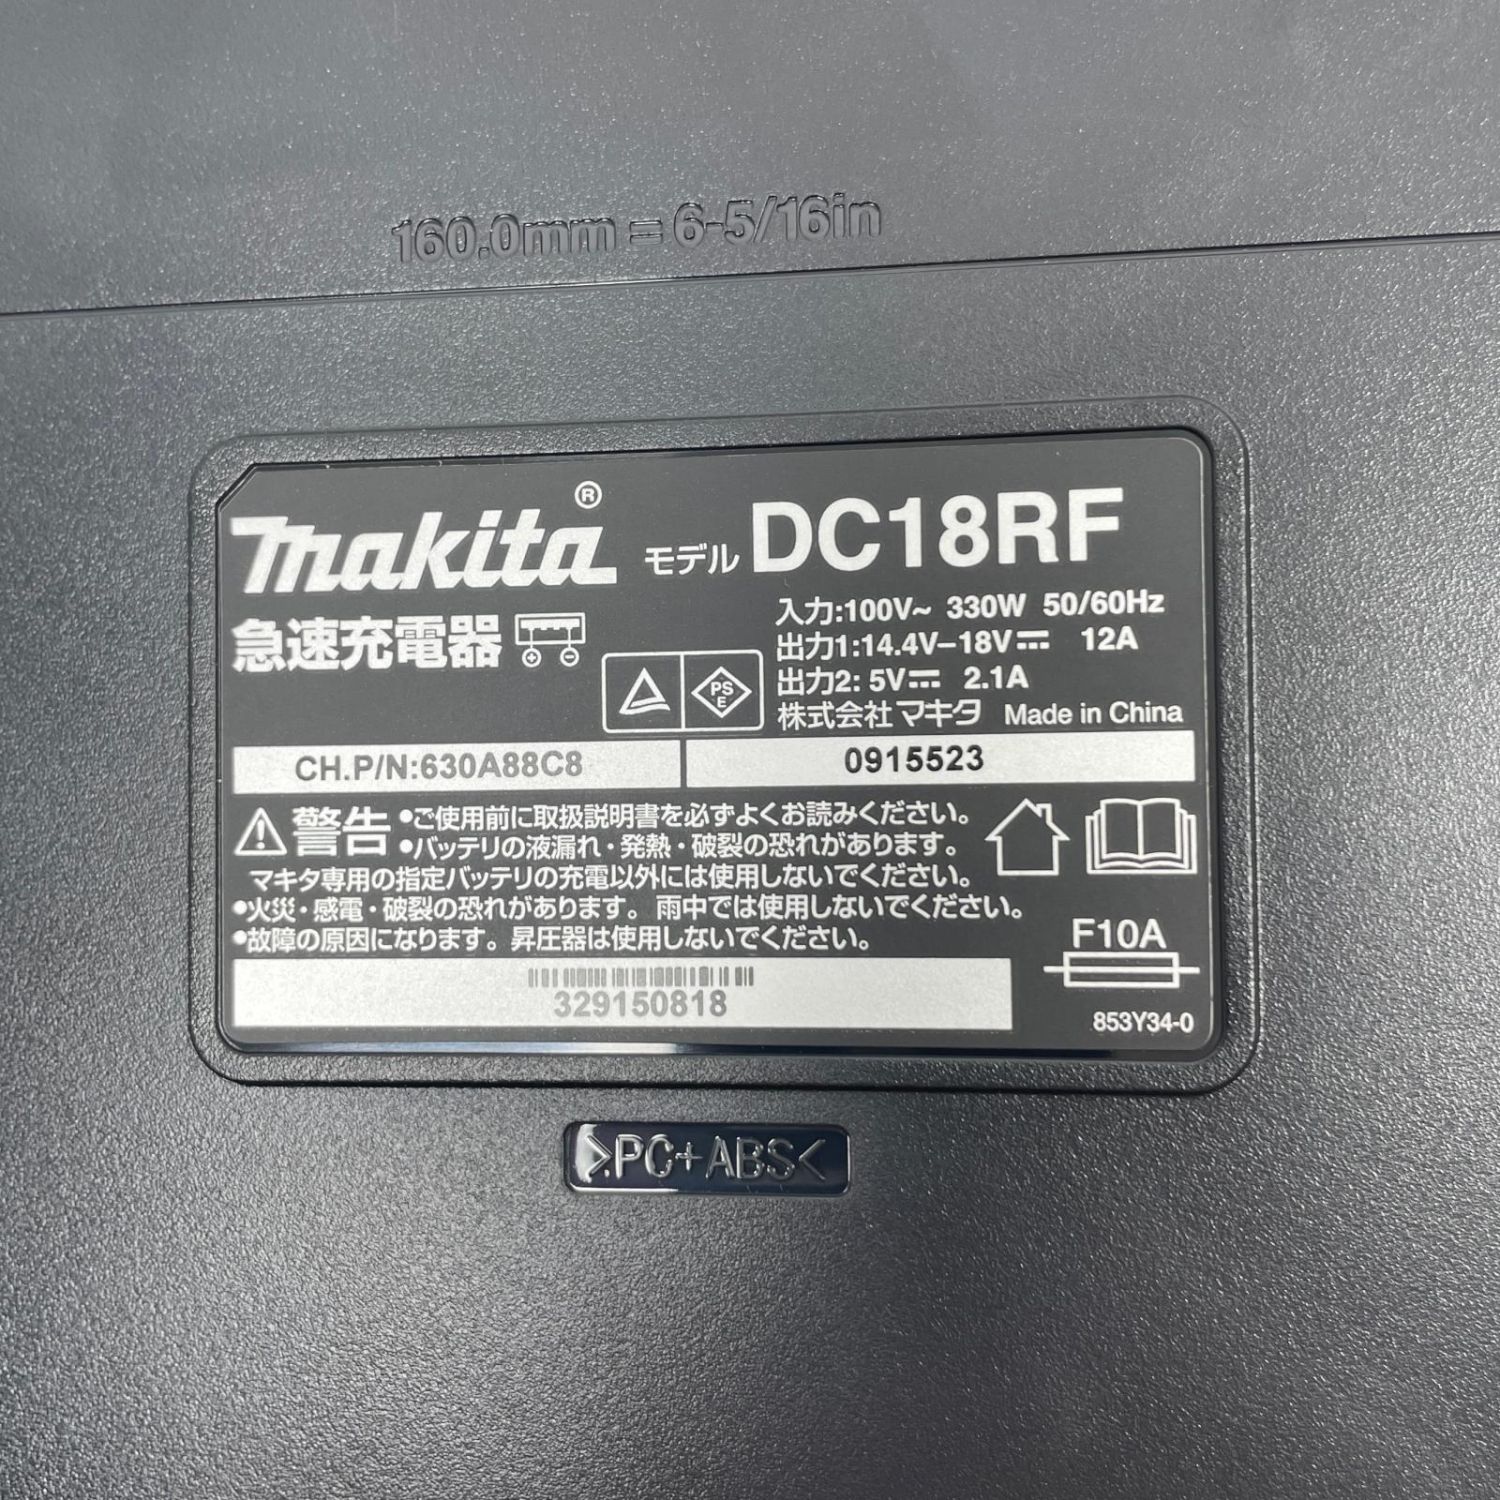 160.0mm = 6-5/16in
makita® モデル DC18RF
急速充電器
入力:100V~ 330W 50/60Hz
出力1:14.4V–18V⎓ 12A
出力2: 5V⎓ 2.1A
PS
E
株式会社マキタ Made in China
CH.P/N:630A88C8
0915523
⚠警告 •ご使用前に取扱説明書を必ずよくお読みください。
•バッテリの液漏れ・発熱・破裂の恐れがあります。
マキタ専用の指定バッテリの充電以外には使用しないでください。
•火災・感電・破裂の恐れがあります。雨中では使用しないでください。
•故障の原因になります。昇圧器は使用しないでください。
F10A
329150818
853Y34-0
>PC+ABS<